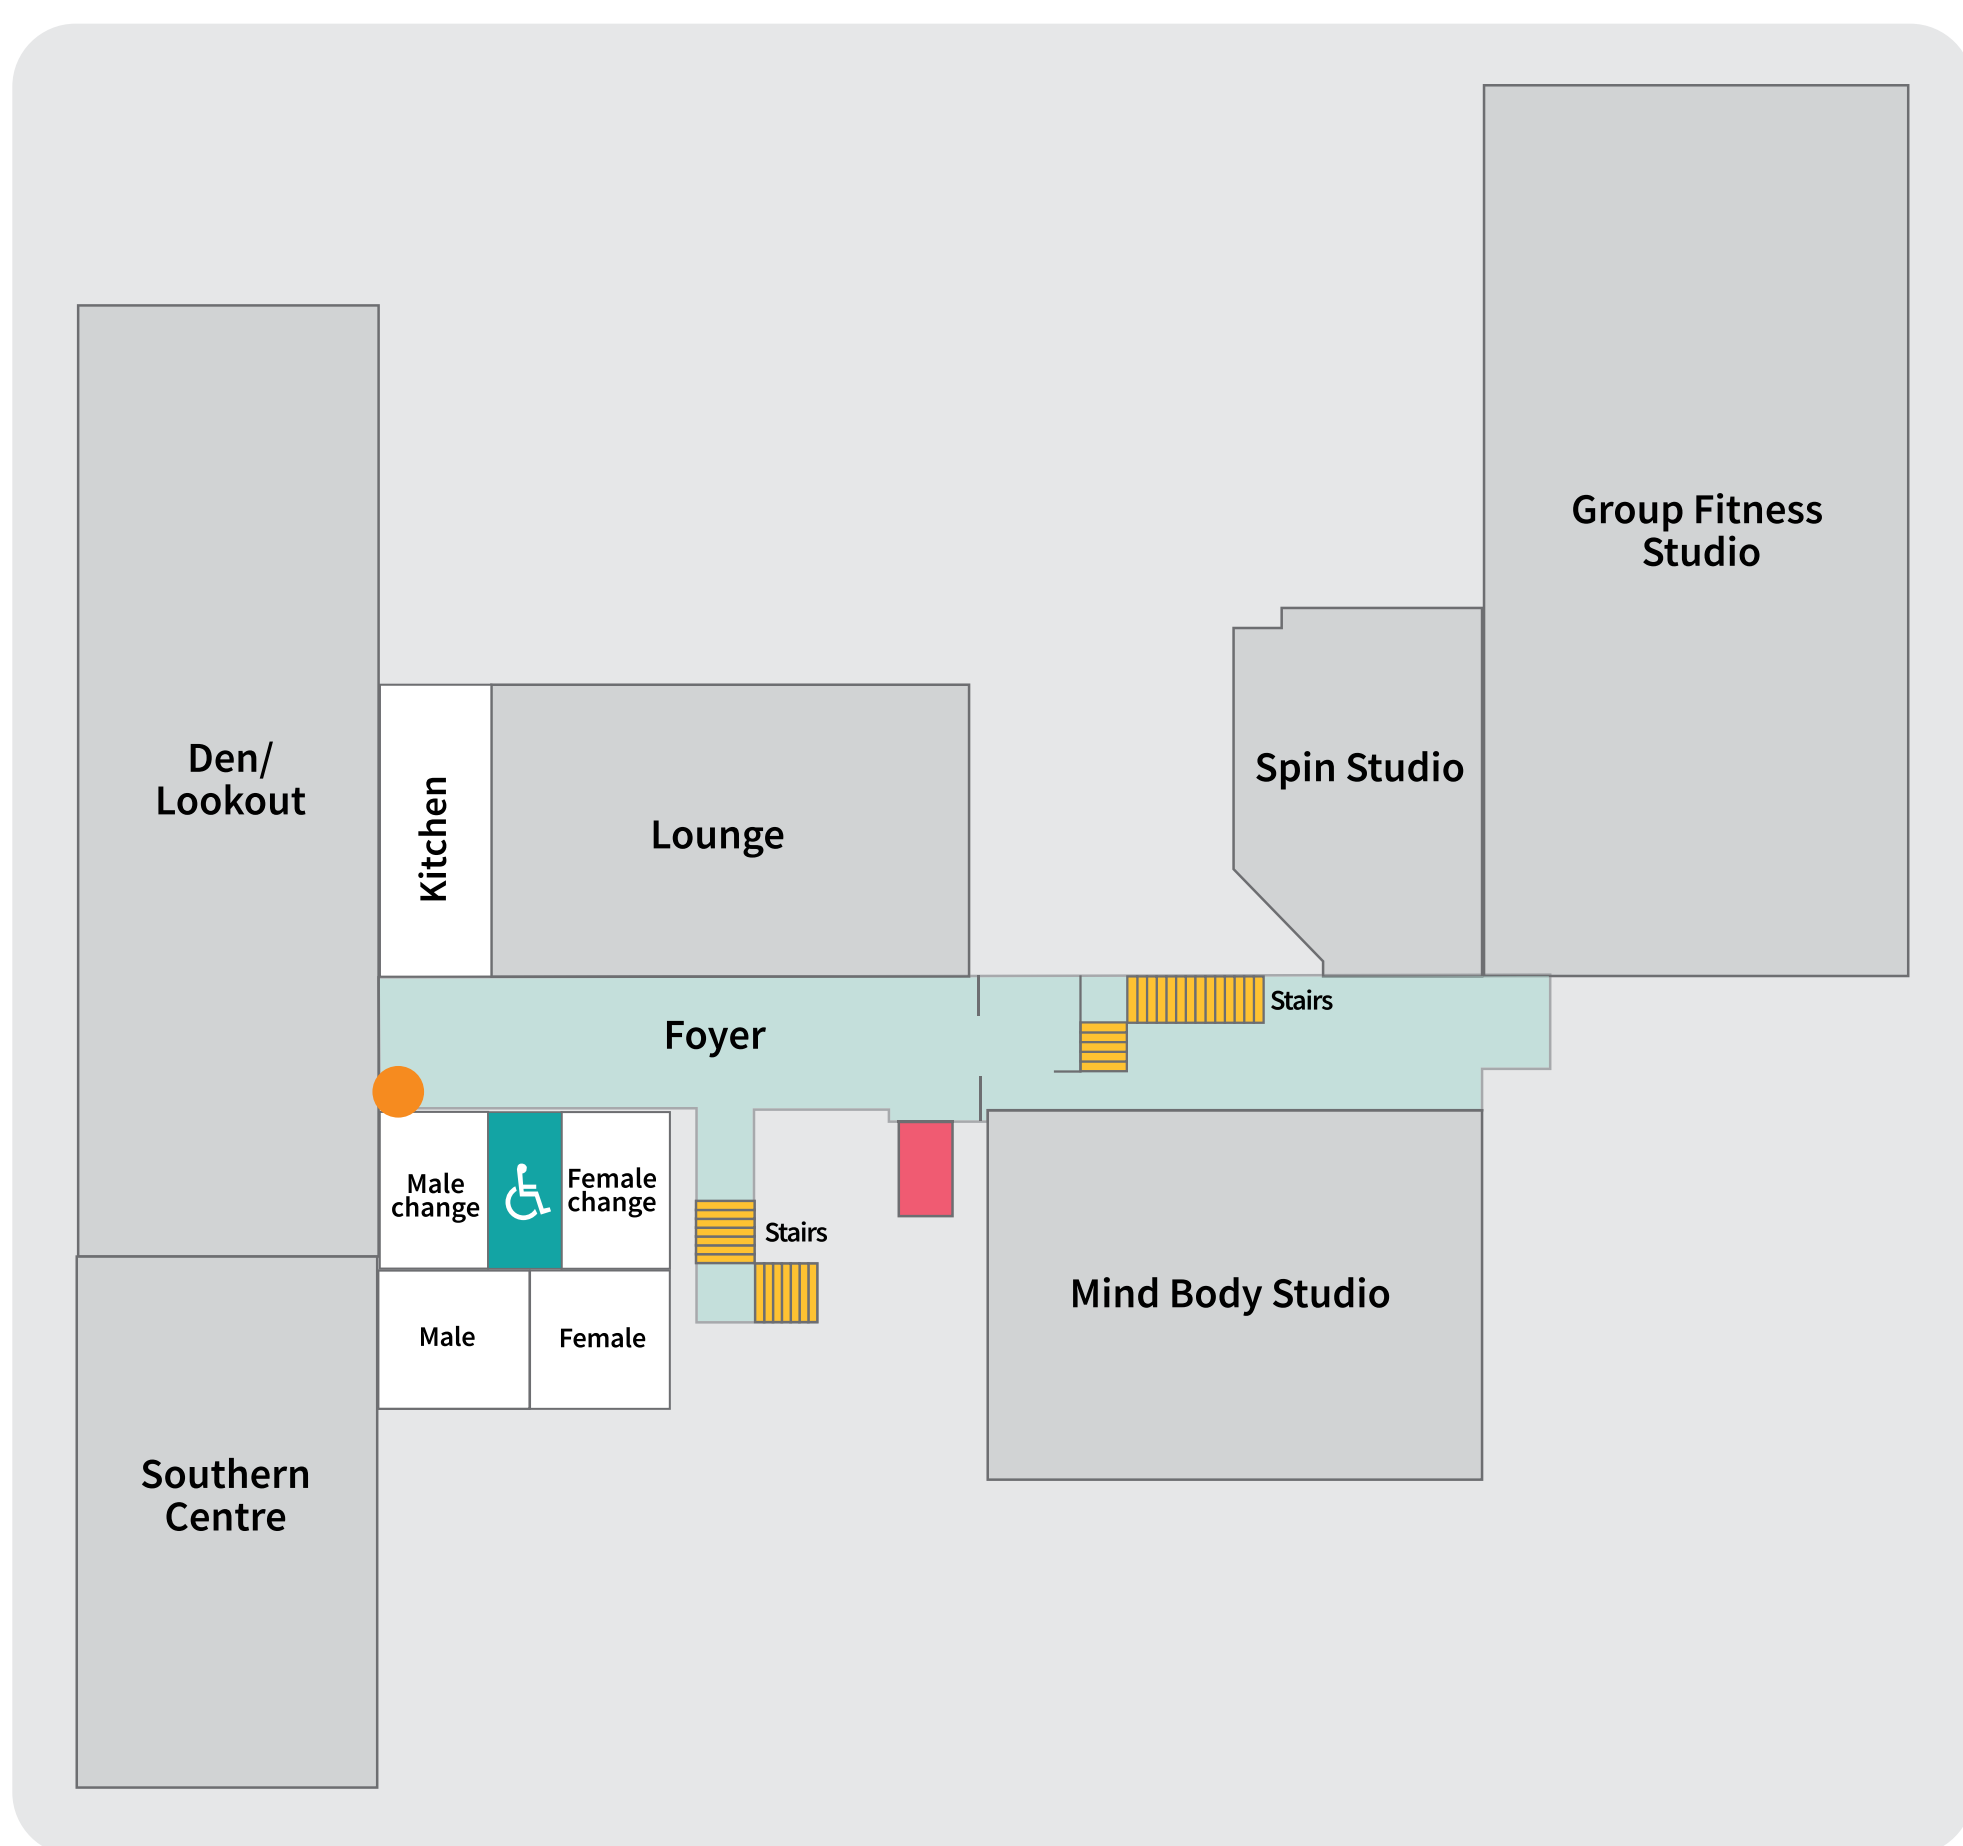 Group Fitness
Studio
Den/
Lookout
Kitchen
Lounge
Spin Studio
Foyer
Stairs
Male
change
Female
change
Stairs
Mind Body Studio
Male
Female
Southern
Centre